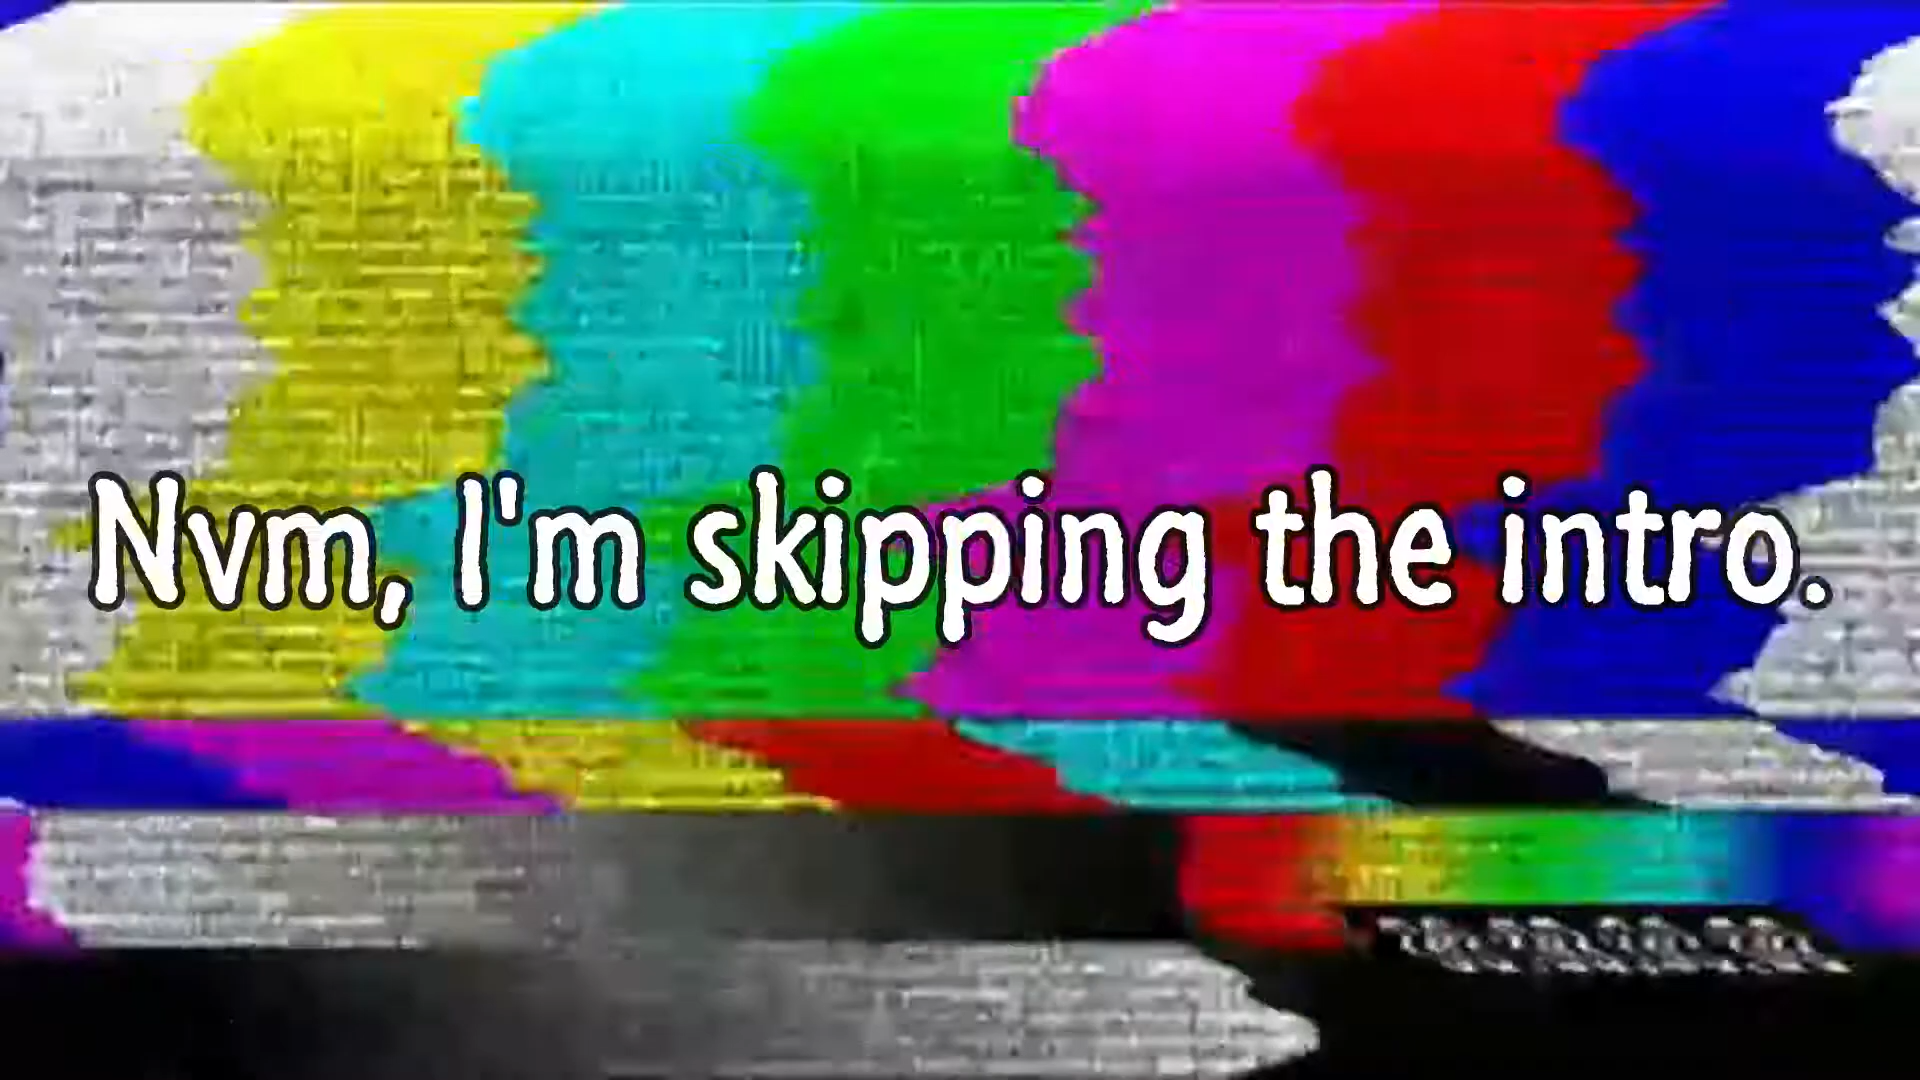 Nvm, I'm skipping the intro.